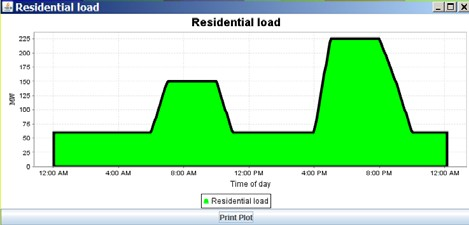 Residential load
Residential load
225
200
175
150
125
100
75
50
25
0
MW
12:00 AM 4:00 AM 8:00 AM 12:00 PM 4:00 PM 8:00 PM 12:00 AM
Time of day
Residential load
Print Plot